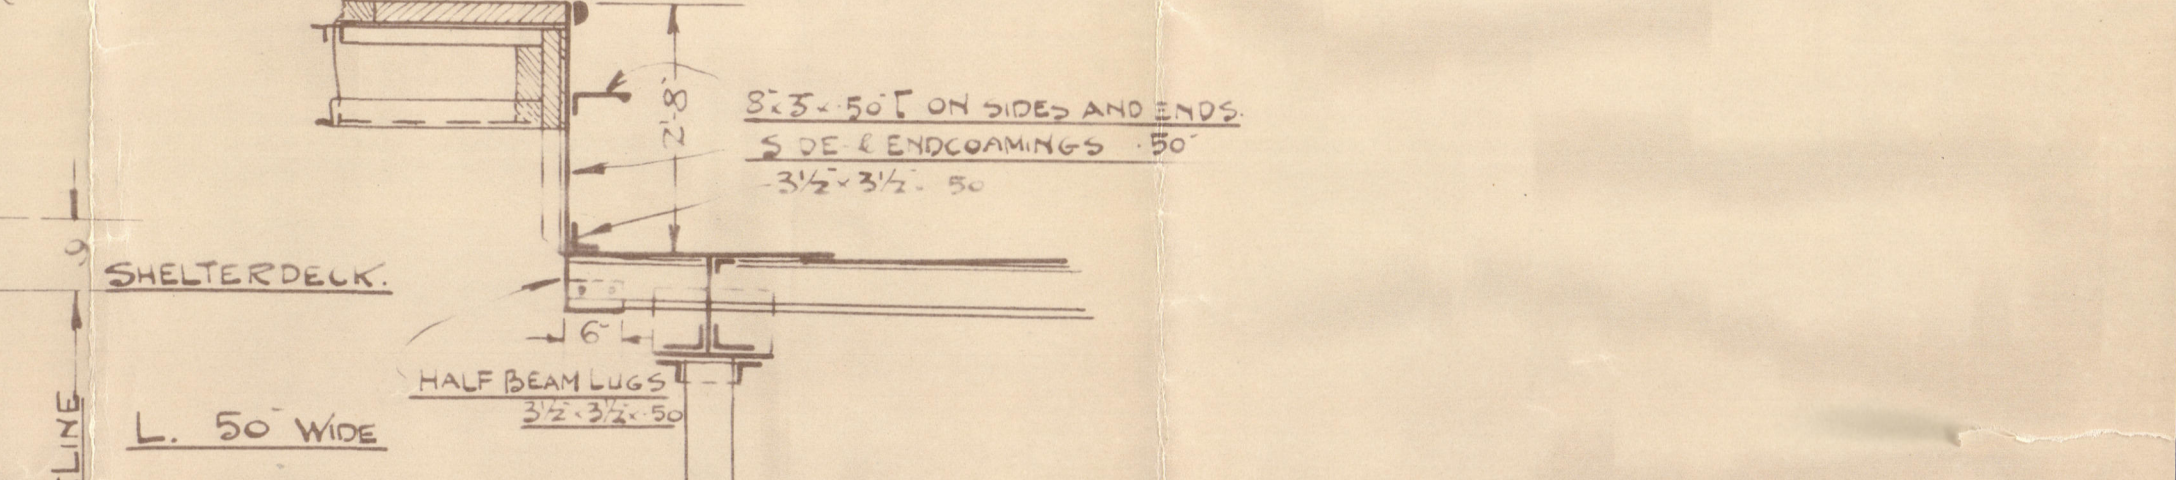 2'-8"
8"x3"x·50"[ ON SIDES AND ENDS.
S DE & ENDCOAMINGS ·50"
3½"x3½" 50
9
SHELTERDECK.
6"
HALF BEAM LUGS
3½"x3½"x·50
L. 50" WIDE
LINE